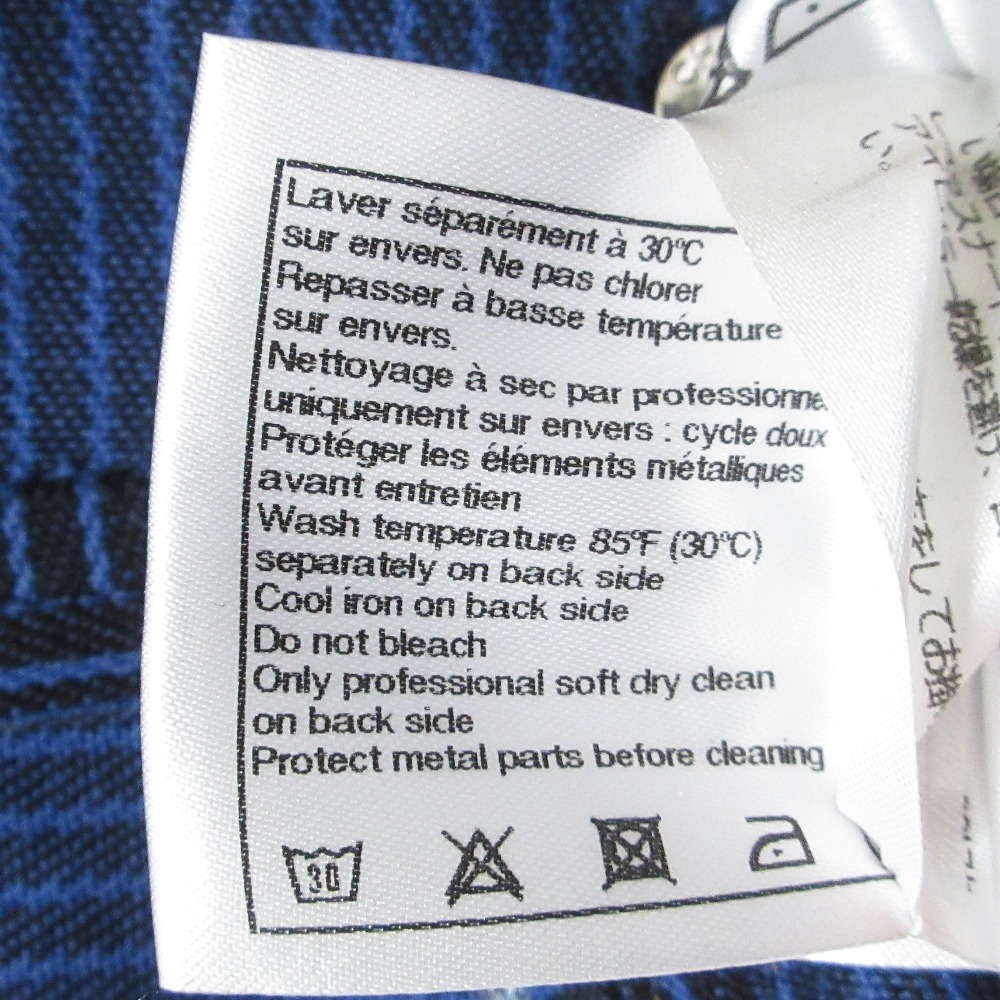 Laver séparément à 30°C
sur envers. Ne pas chlorer
Repasser à basse température
sur envers.
Nettoyage à sec par professionne
uniquement sur envers : cycle doux
Protéger les éléments métalliques
avant entretien
Wash temperature 85°F (30°C)
separately on back side
Cool iron on back side
Do not bleach
Only professional soft dry clean
on back side
Protect metal parts before cleaning
30
い。